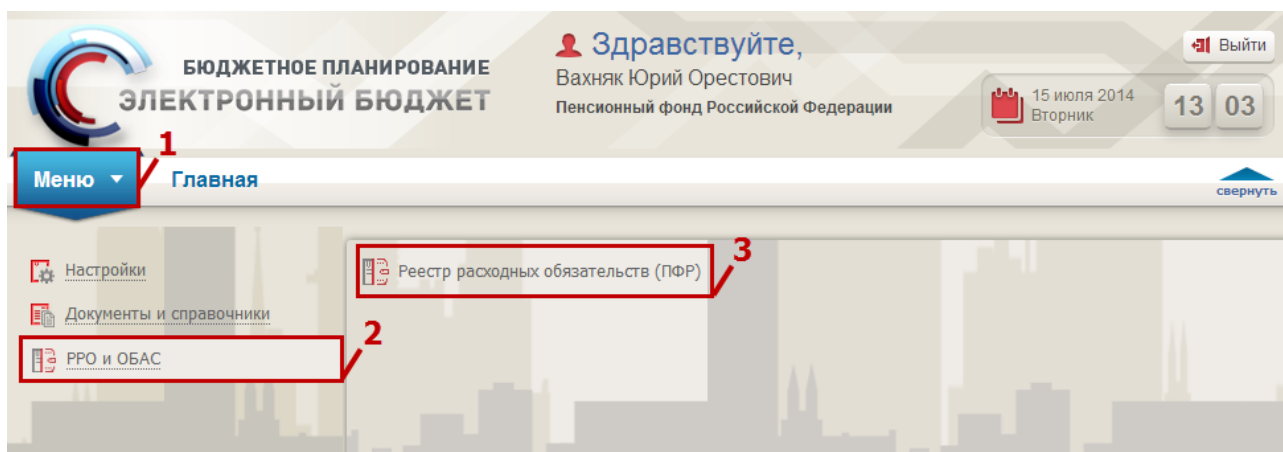 БЮДЖЕТНОЕ ПЛАНИРОВАНИЕ
ЭЛЕКТРОННЫЙ БЮДЖЕТ
Здравствуйте,
Вахняк Юрий Орестович
Пенсионный фонд Российской Федерации
Выйти
15 июля 2014
Вторник
13 03
1
Меню
Главная
свернуть
Настройки
Документы и справочники
2
РРО и ОБАС
3
Реестр расходных обязательств (ПФР)